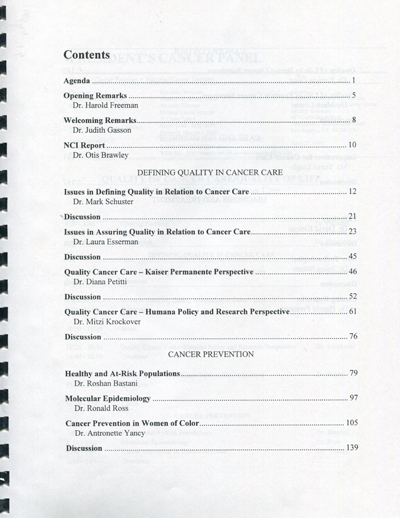 Contents
Agenda ........ 1
Opening Remarks ........ 5
Dr. Harold Freeman
Welcoming Remarks ........ 8
Dr. Judith Gasson
NCI Report ........ 10
Dr. Otis Brawley
DEFINING QUALITY IN CANCER CARE
Issues in Defining Quality in Relation to Cancer Care ........ 12
Dr. Mark Schuster
Discussion ........ 21
Issues in Assuring Quality in Relation to Cancer Care ........ 23
Dr. Laura Esserman
Discussion ........ 45
Quality Cancer Care – Kaiser Permanente Perspective ........ 46
Dr. Diana Petitti
Discussion ........ 52
Quality Cancer Care – Humana Policy and Research Perspective ........ 61
Dr. Mitzi Krockover
Discussion ........ 76
CANCER PREVENTION
Healthy and At-Risk Populations ........ 79
Dr. Roshan Bastani
Molecular Epidemiology ........ 97
Dr. Ronald Ross
Cancer Prevention in Women of Color ........ 105
Dr. Antronette Yancy
Discussion ........ 139